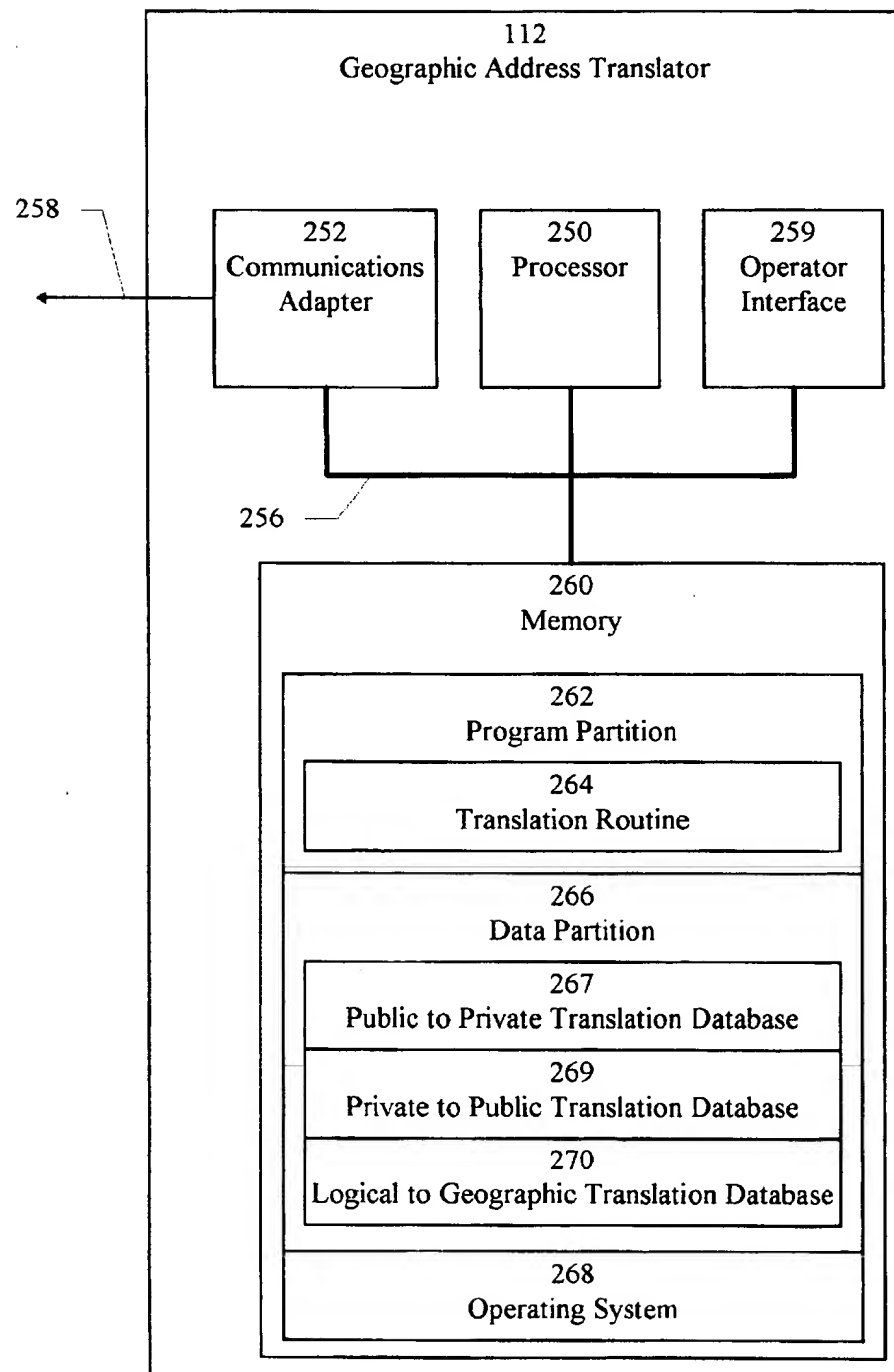 112
Geographic Address Translator
258
252
Communications
Adapter
250
Processor
259
Operator
Interface
256
260
Memory
262
Program Partition
264
Translation Routine
266
Data Partition
267
Public to Private Translation Database
269
Private to Public Translation Database
270
Logical to Geographic Translation Database
268
Operating System